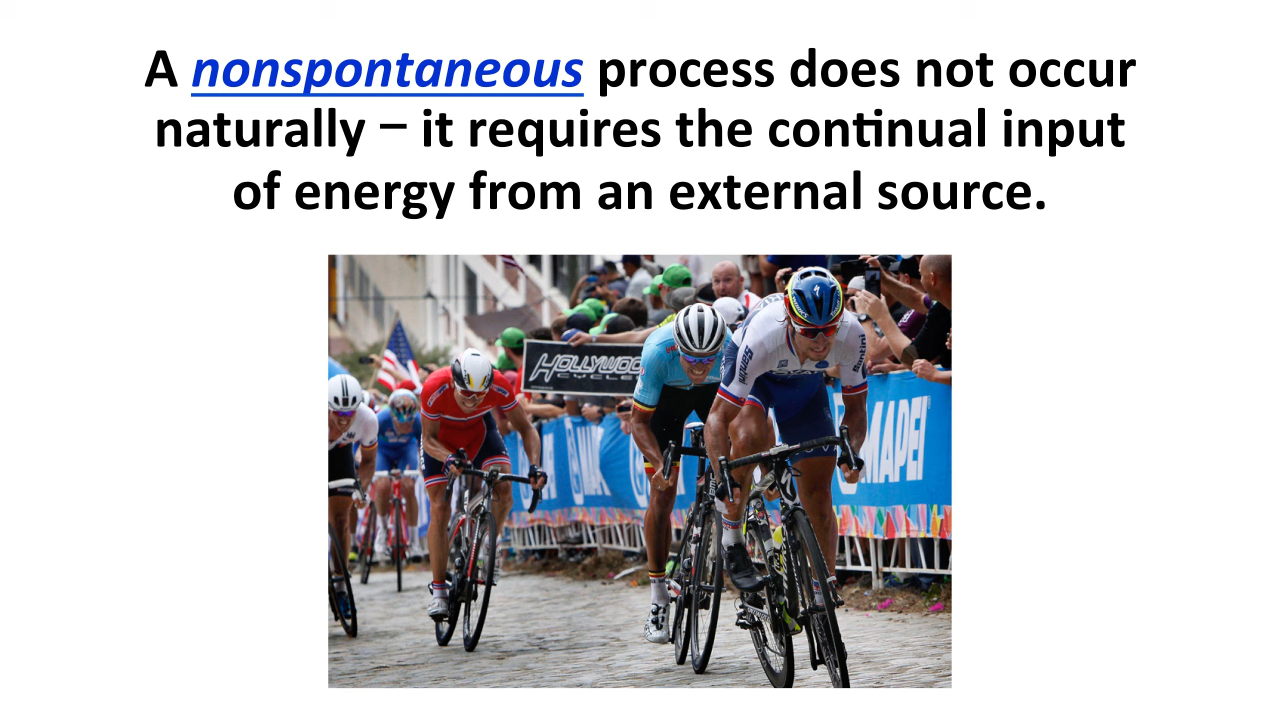 A nonspontaneous process does not occur
naturally – it requires the continual input
of energy from an external source.
HOLLYWOOD
CYCLES
MAPEI
Santini